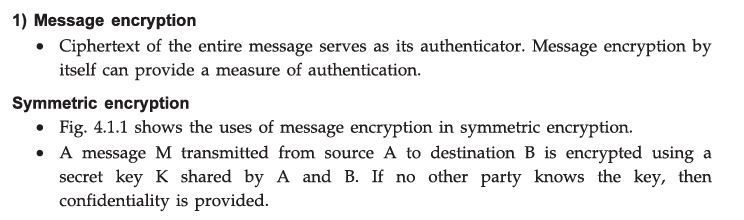 1) Message encryption
• Ciphertext of the entire message serves as its authenticator. Message encryption by
itself can provide a measure of authentication.
Symmetric encryption
• Fig. 4.1.1 shows the uses of message encryption in symmetric encryption.
• A message M transmitted from source A to destination B is encrypted using a
secret key K shared by A and B. If no other party knows the key, then
confidentiality is provided.